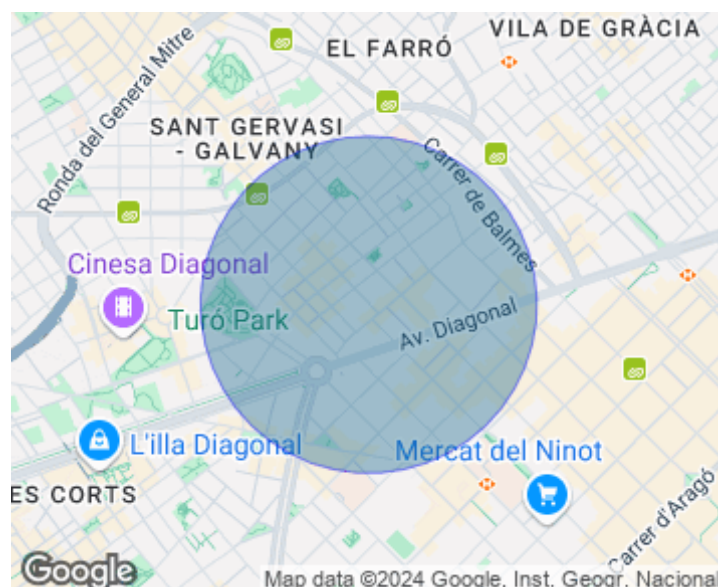 VILA DE GRÀCIA
EL FARRÓ
Ronda del General Mitre
SANT GERVASI
- GALVANY
Carrer de Balmes
Cinesa Diagonal
Turó Park
Av. Diagonal
L'illa Diagonal
Mercat del Ninot
ES CORTS
Carrer d'Aragó
Google
Map data ©2024 Google, Inst. Geogr. Nacional